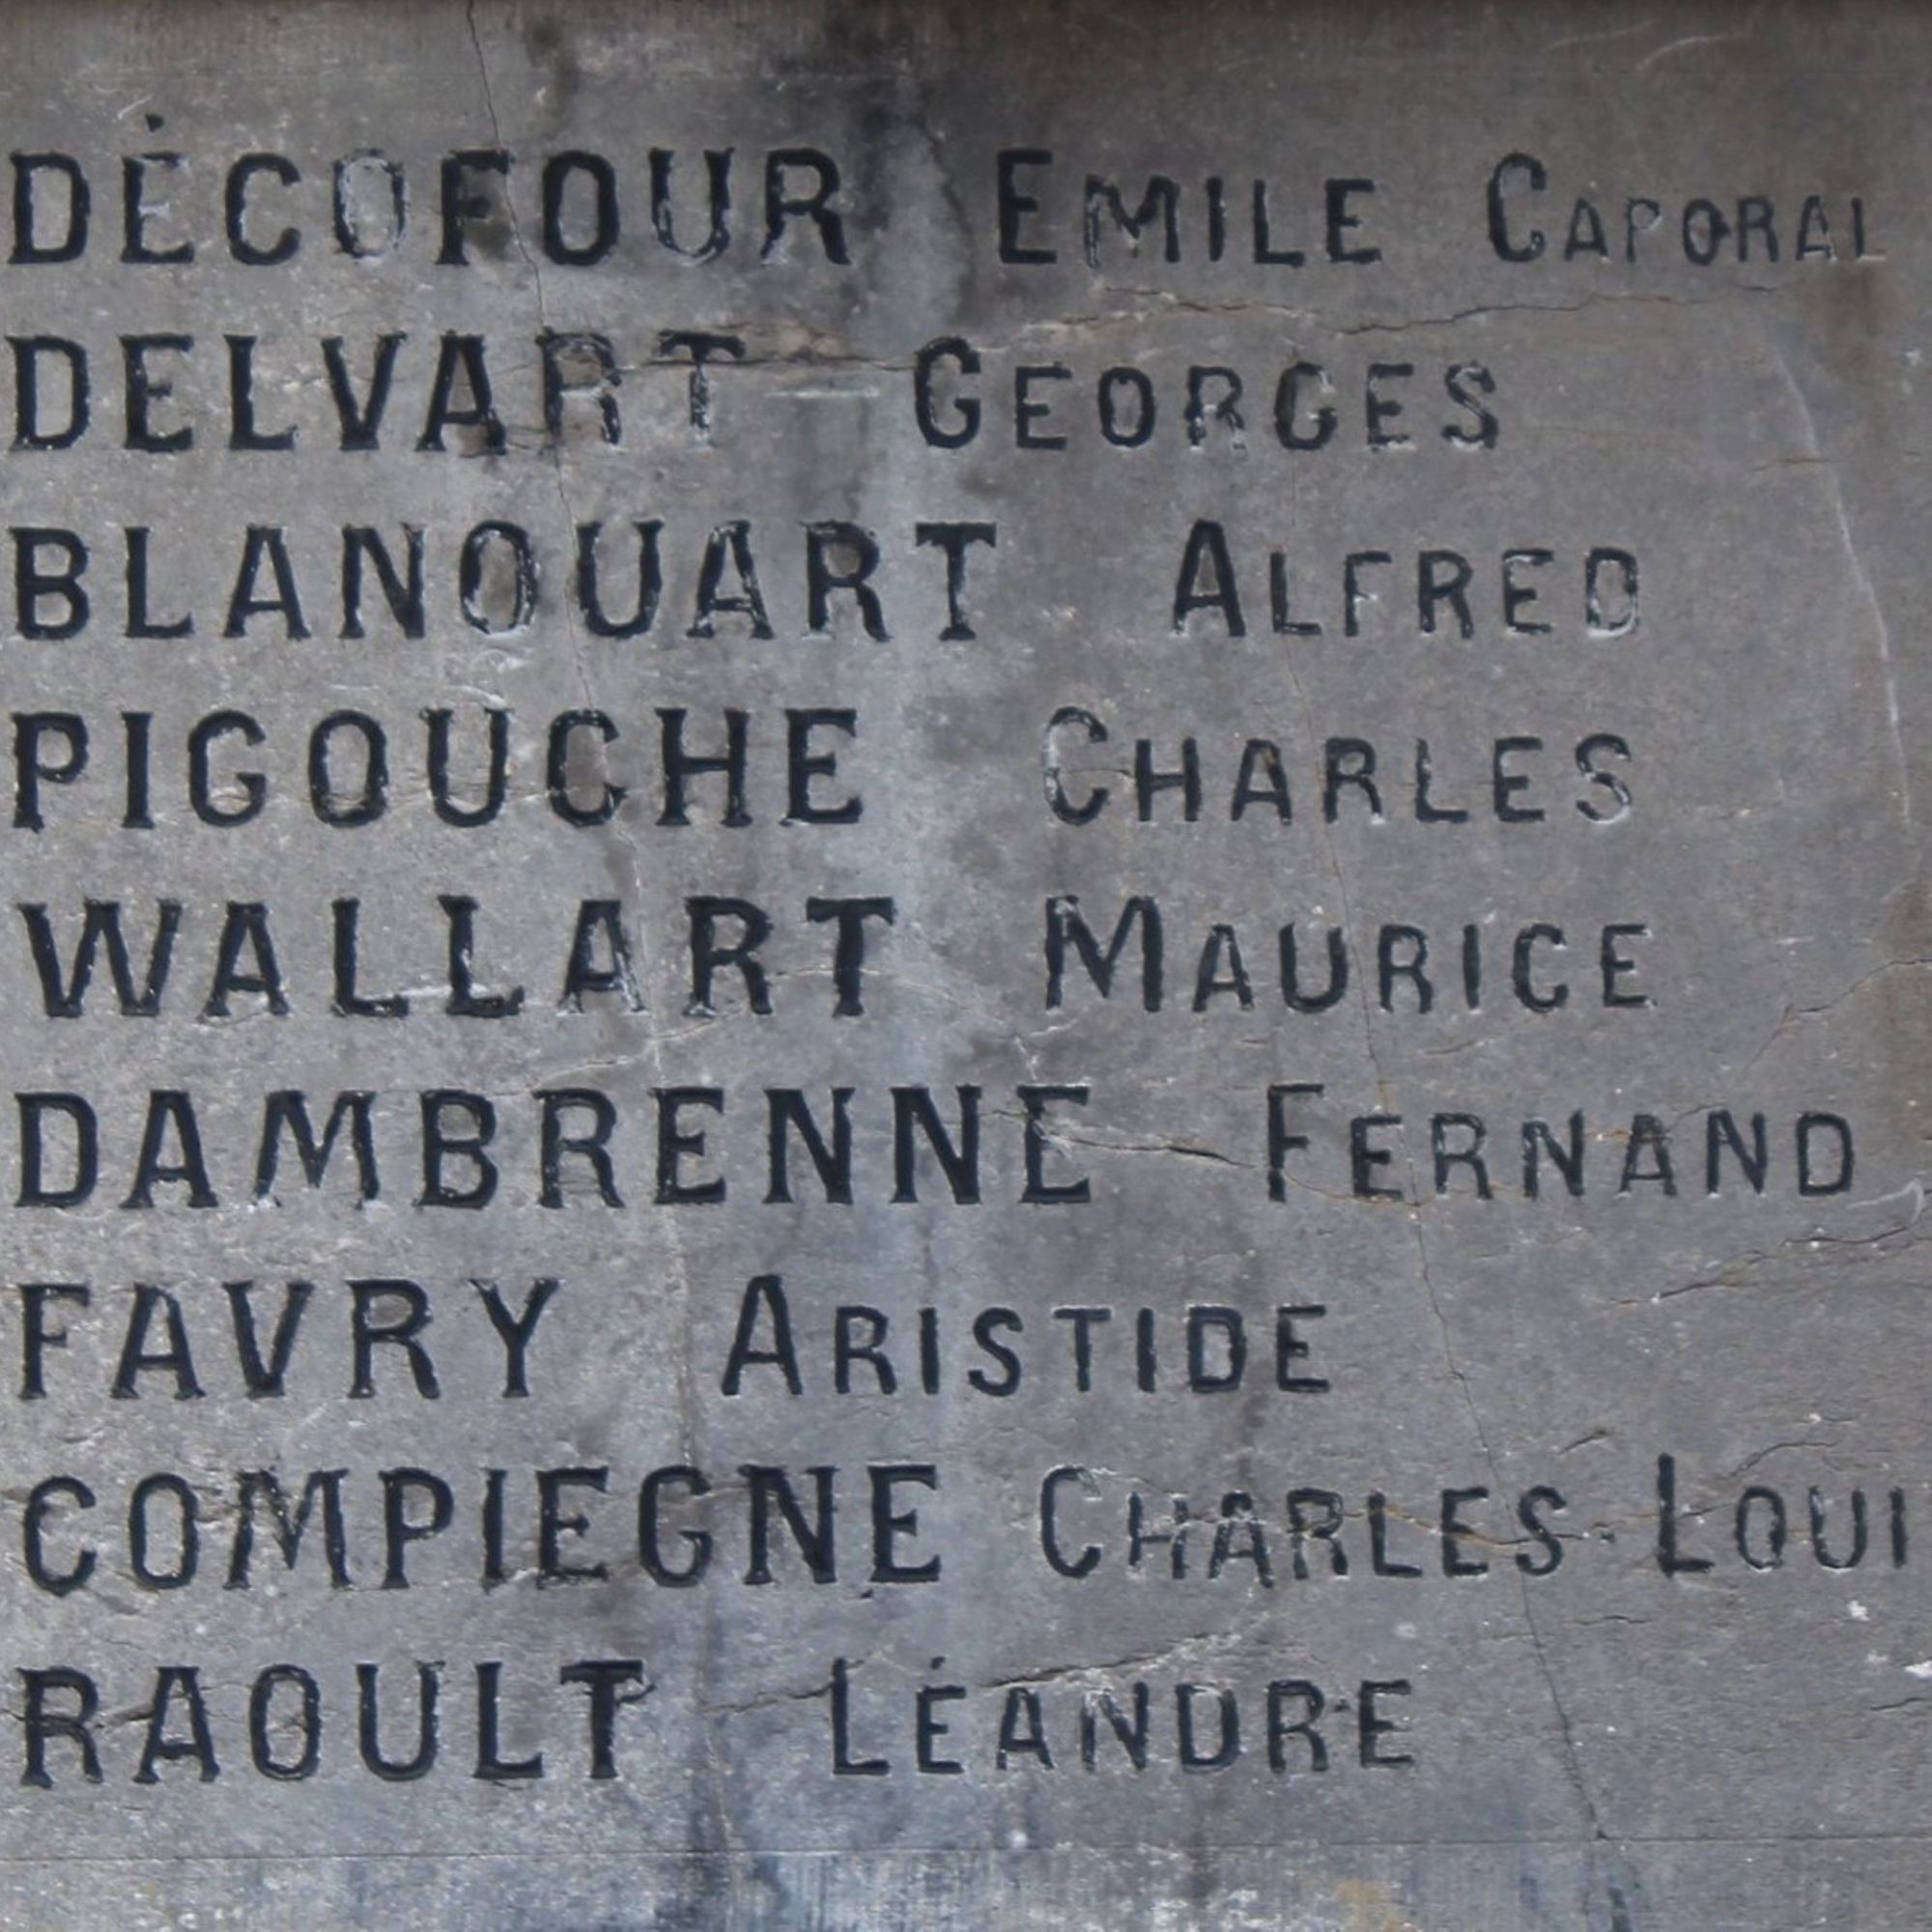 DÉCOFOUR EMILE CAPORAL
DELVART GEORGES
BLANQUART ALFRED
PIGOUCHE CHARLES
WALLART MAURICE
DAMBRENNE FERNAND
FAVRY ARISTIDE
COMPIEGNE CHARLES-LOUI
RAOULT LÉANDRE